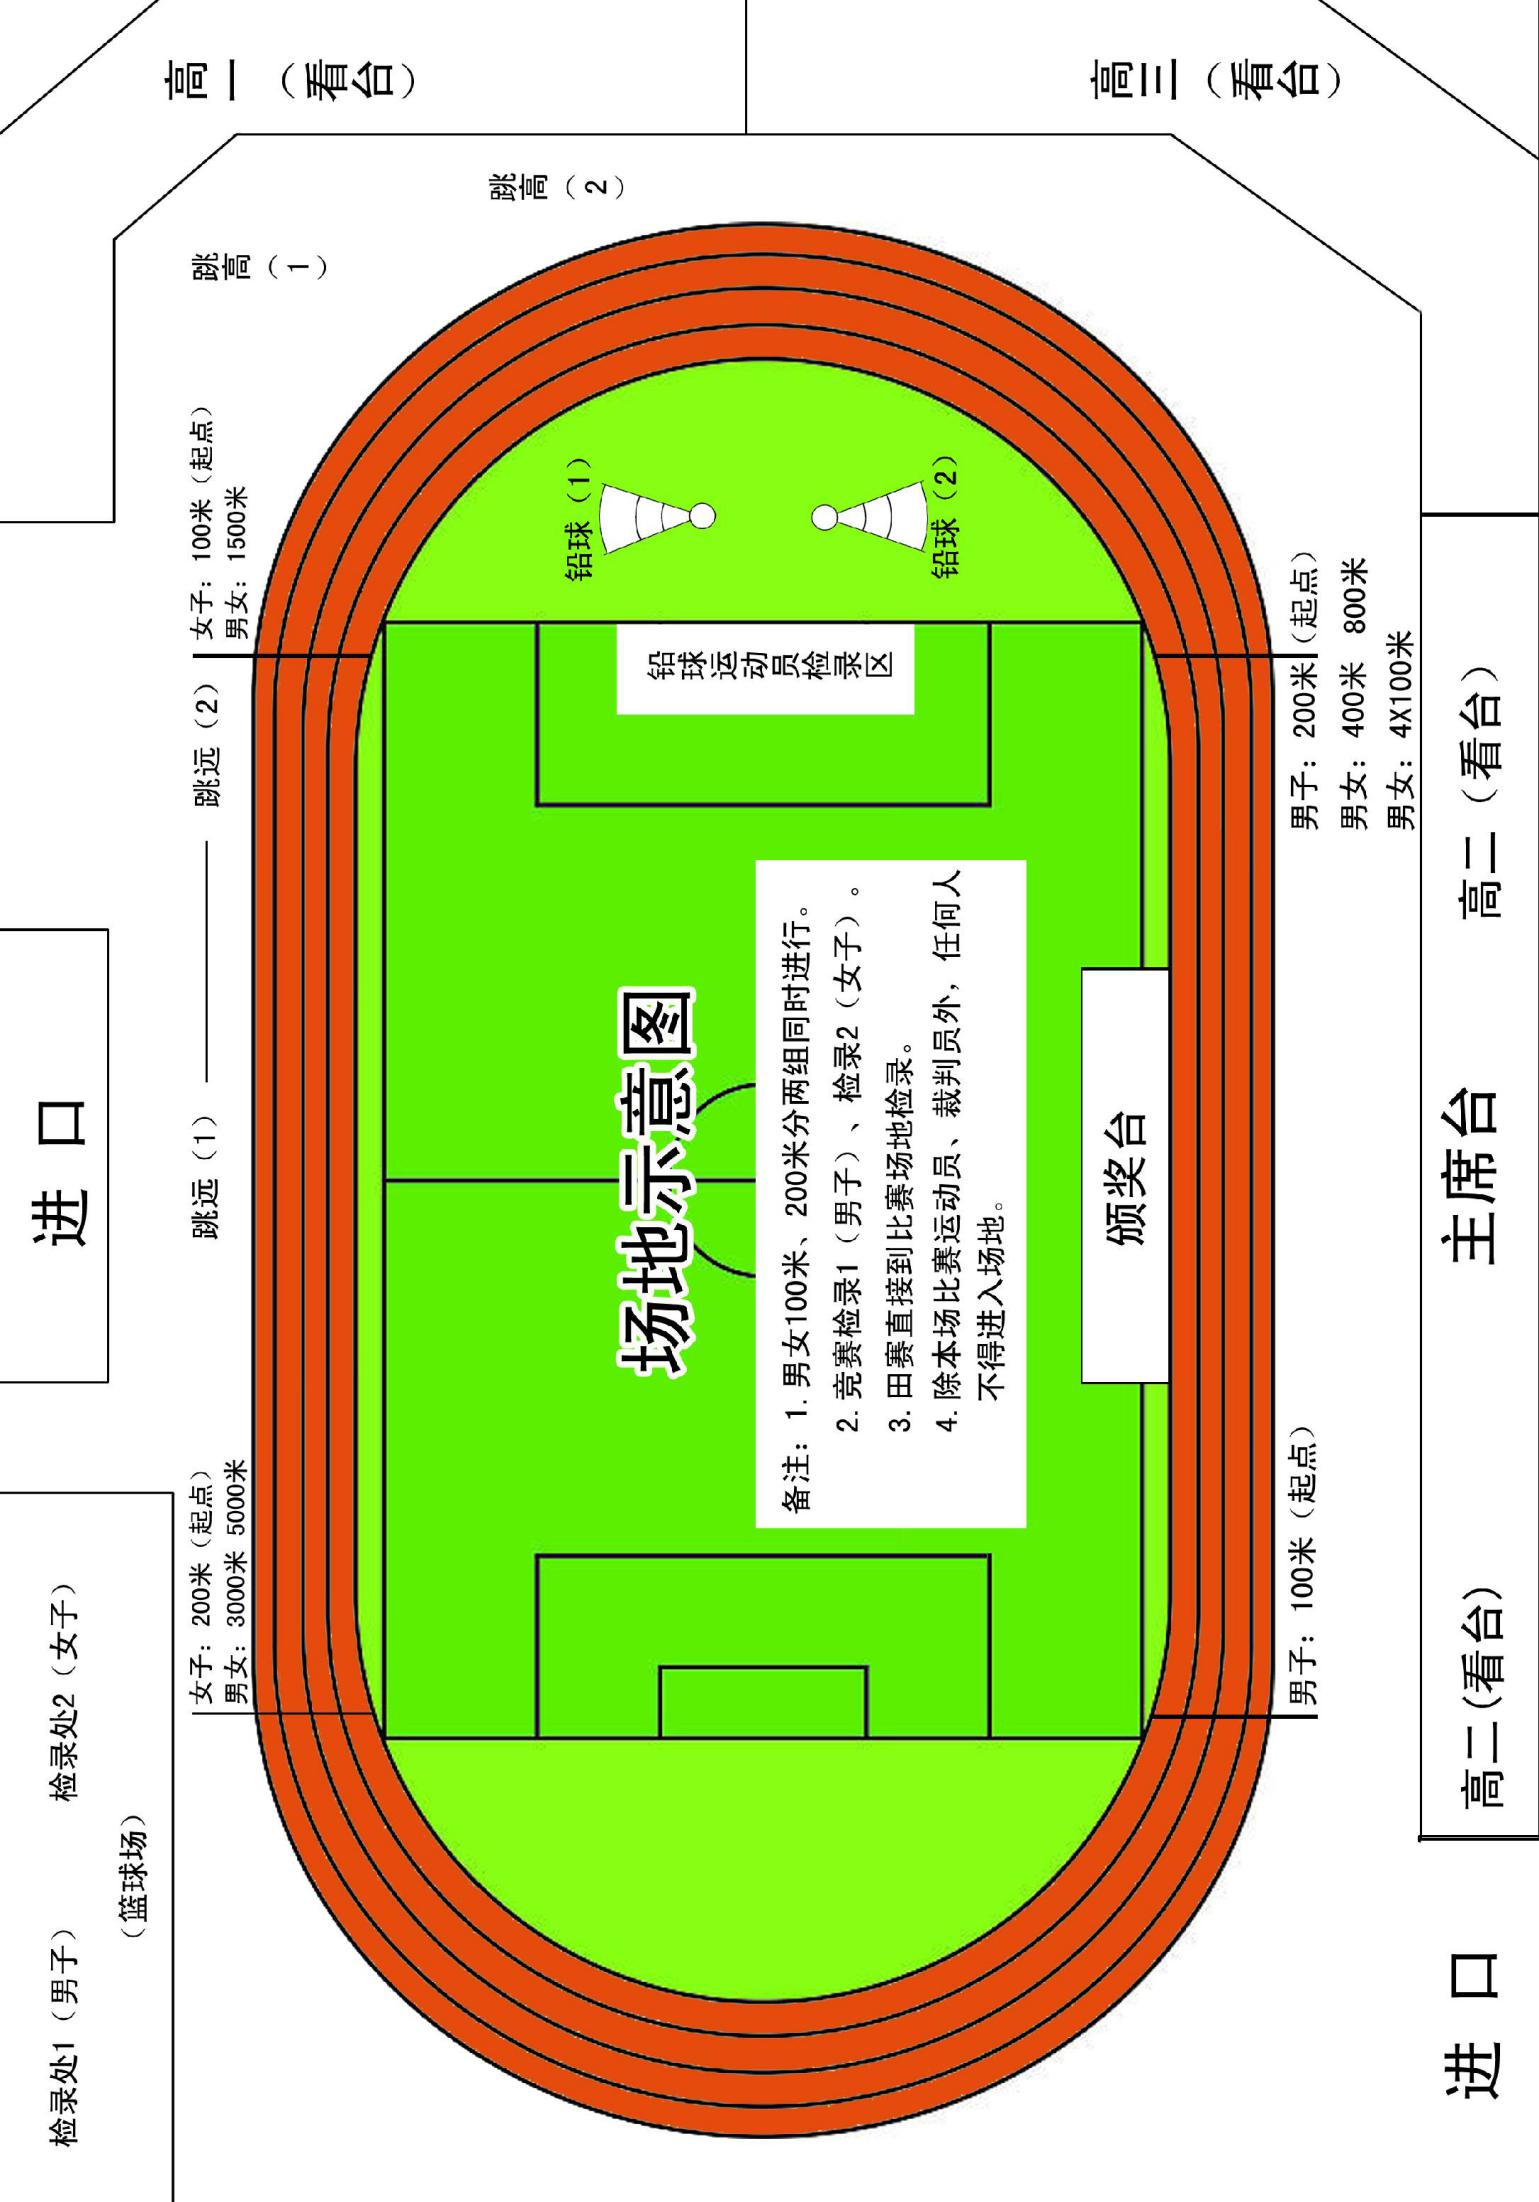 进 口
检录处1（男子）
检录处2（女子）
（篮球场）
女子：200米（起点）
男女：3000米 5000米
跳远（1）
跳远（2）
女子：100米（起点）
男女：1500米
跳高（1）
跳高（2）
高一（看台）
高三（看台）
场地示意图
铅球（1）
铅球（2）
铅球运动员检录区
备注：1.男女100米、200米分两组同时进行。
2.竞赛检录1（男子）、检录2（女子）。
3.田赛直接到比赛场地检录。
4.除本场比赛运动员、裁判员外，任何人
不得进入场地。
颁奖台
男子：100米（起点）
男子：200米（起点）
男女：400米 800米
男女：4X100米
进 口
高二(看台）
主席台
高二（看台）